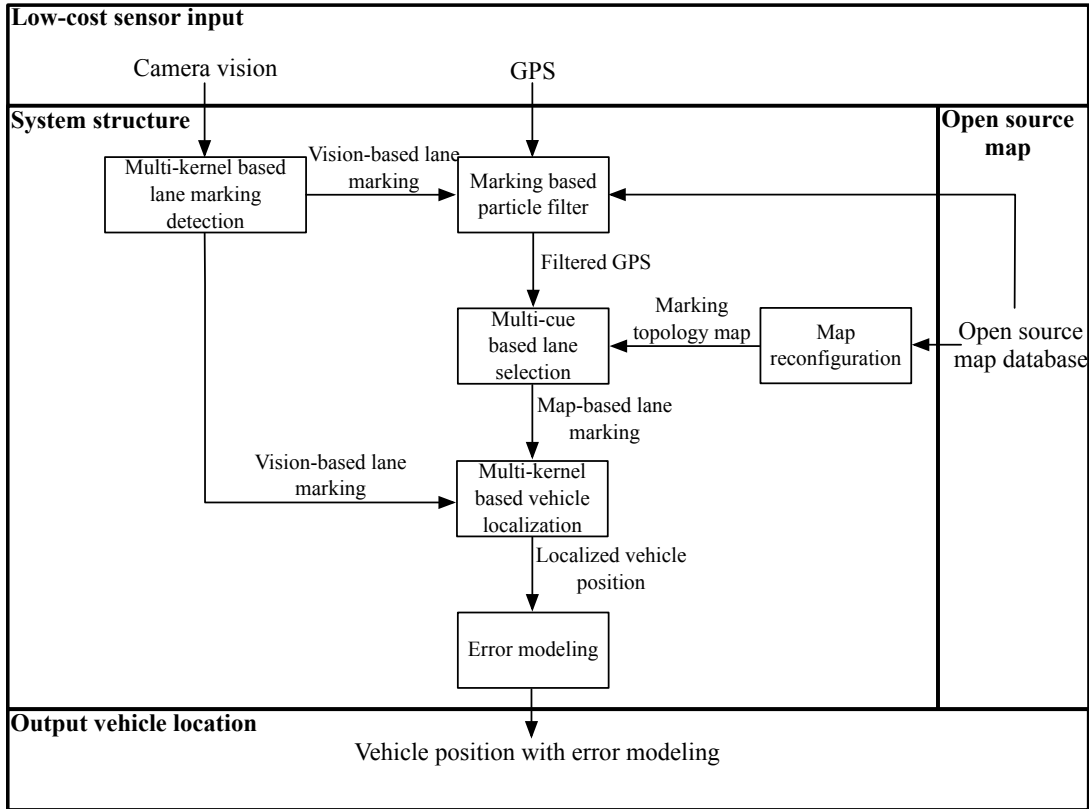 Low-cost sensor input
Camera vision
GPS
System structure
Open source
map
Multi-kernel based
lane marking
detection
Vision-based lane
marking
Marking based
particle filter
Filtered GPS
Multi-cue
based lane
selection
Marking
topology map
Map
reconfiguration
Open source
map database
Map-based lane
marking
Vision-based lane
marking
Multi-kernel
based vehicle
localization
Localized vehicle
position
Error modeling
Output vehicle location
Vehicle position with error modeling